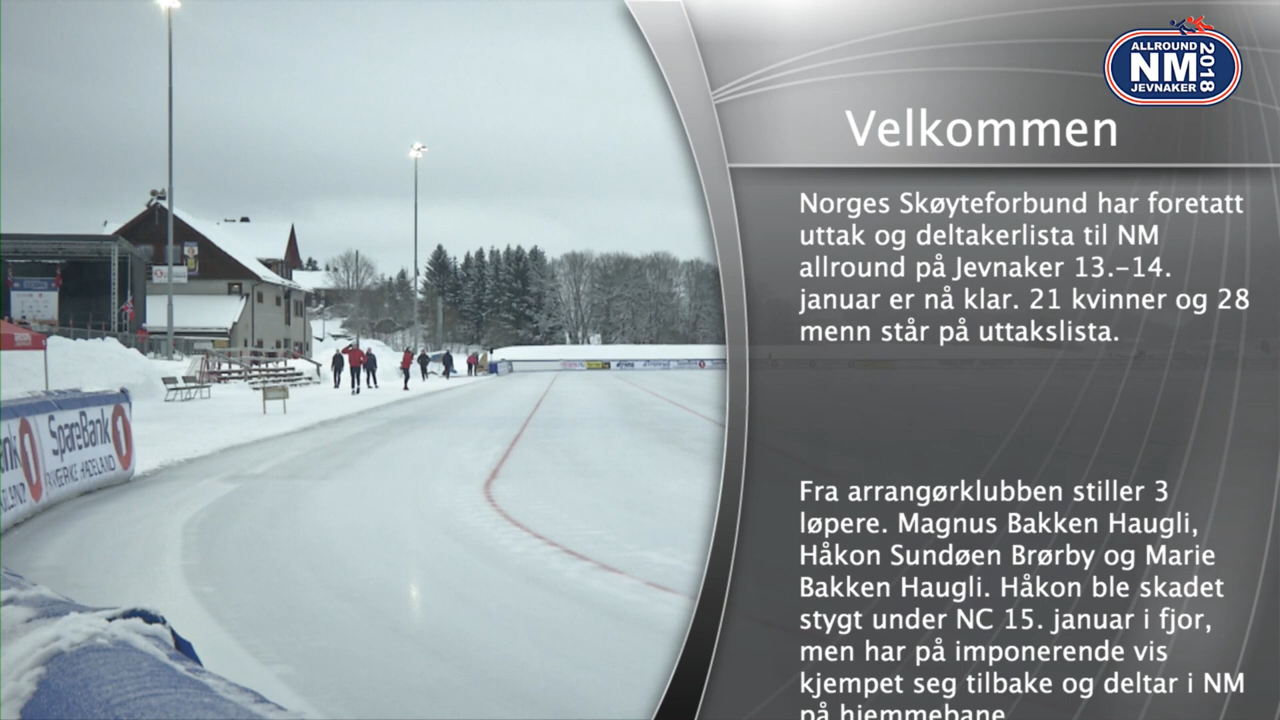 ALLROUND
NM
JEVNAKER
2018
Velkommen
Norges Skøyteforbund har foretatt
uttak og deltakerlista til NM
allround på Jevnaker 13.–14.
januar er nå klar. 21 kvinner og 28
menn står på uttakslista.
Fra arrangørklubben stiller 3
løpere. Magnus Bakken Haugli,
Håkon Sundøen Brørby og Marie
Bakken Haugli. Håkon ble skadet
stygt under NC 15. januar i fjor,
men har på imponerende vis
kjempet seg tilbake og deltar i NM
på hjemmebane
SpareBank 1